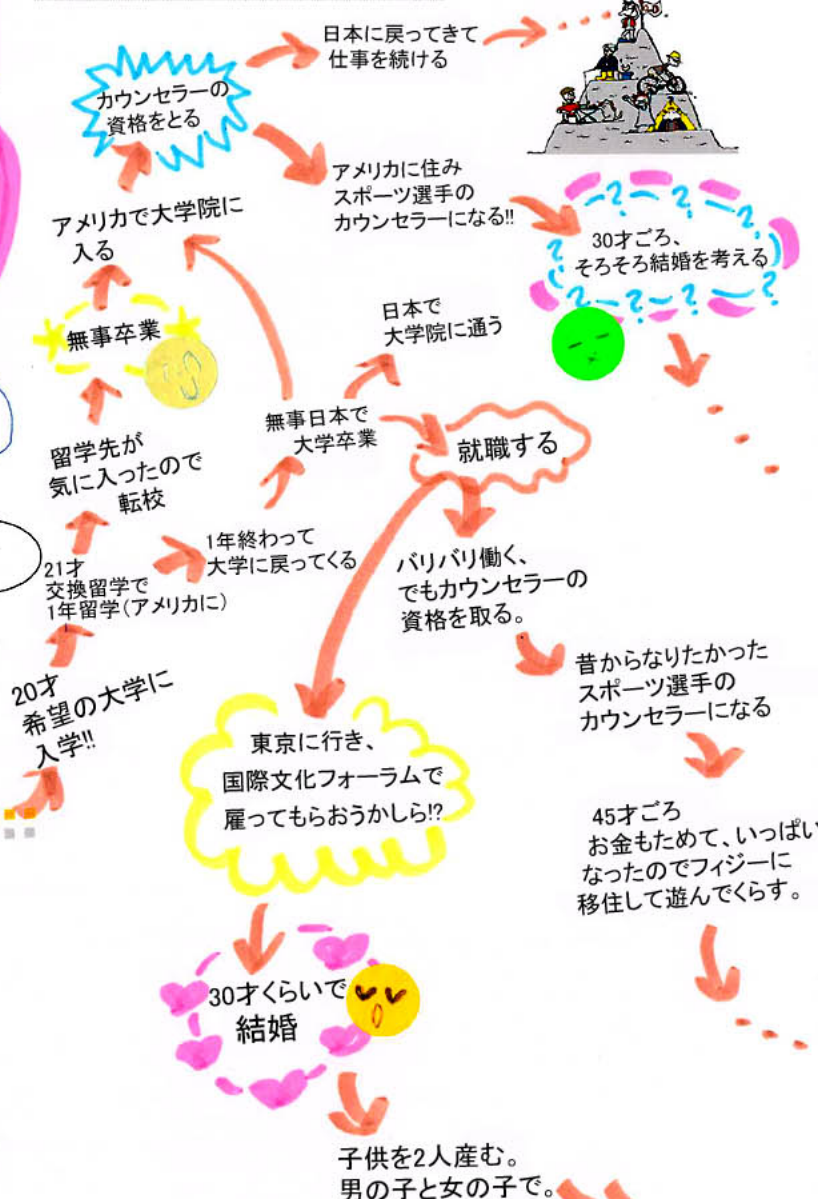 日本に戻ってきて
仕事を続ける
カウンセラーの
資格をとる
アメリカに住み
スポーツ選手の
カウンセラーになる!!
アメリカで大学院に
入る
30才ごろ、
そろそろ結婚を考える
日本で
大学院に通う
無事卒業
無事日本で
大学卒業
就職する
留学先が
気に入ったので
転校
1年終わって
大学に戻ってくる
21才
交換留学で
1年留学(アメリカに)
バリバリ働く、
でもカウンセラーの
資格を取る。
昔からなりたかった
スポーツ選手の
カウンセラーになる
20才
希望の大学に
入学!!
東京に行き、
国際文化フォーラムで
雇ってもらおうかしら!?
45才ごろ
お金もためて、いっぱい
なったのでフィジーに
移住して遊んでくらす。
30才くらいで
結婚
子供を2人産む。
男の子と女の子で。